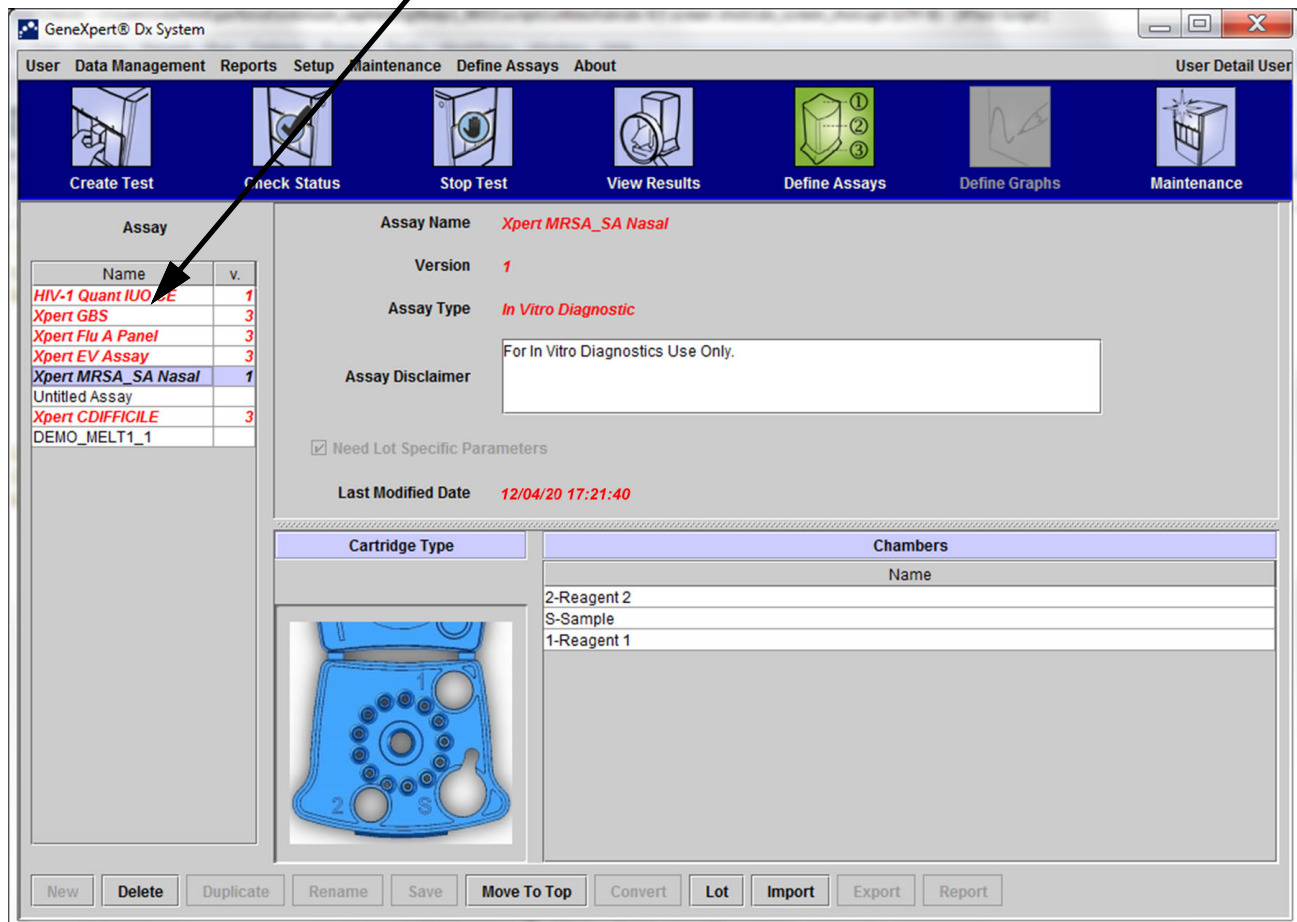 GeneXpert® Dx System
User Data Management Reports Setup Maintenance Define Assays About User Detail User
Create Test Check Status Stop Test View Results Define Assays Define Graphs Maintenance
1
2
3
Assay
Name v.
HIV-1 Quant IUO CE 1
Xpert GBS 3
Xpert Flu A Panel 3
Xpert EV Assay 3
Xpert MRSA_SA Nasal 1
Untitled Assay
Xpert CDIFFICILE 3
DEMO_MELT1_1
Assay Name Xpert MRSA_SA Nasal
Version 1
Assay Type In Vitro Diagnostic
Assay Disclaimer For In Vitro Diagnostics Use Only.
Need Lot Specific Parameters
Last Modified Date 12/04/20 17:21:40
Cartridge Type
1
2 S
Chambers
Name
2-Reagent 2
S-Sample
1-Reagent 1
New Delete Duplicate Rename Save Move To Top Convert Lot Import Export Report